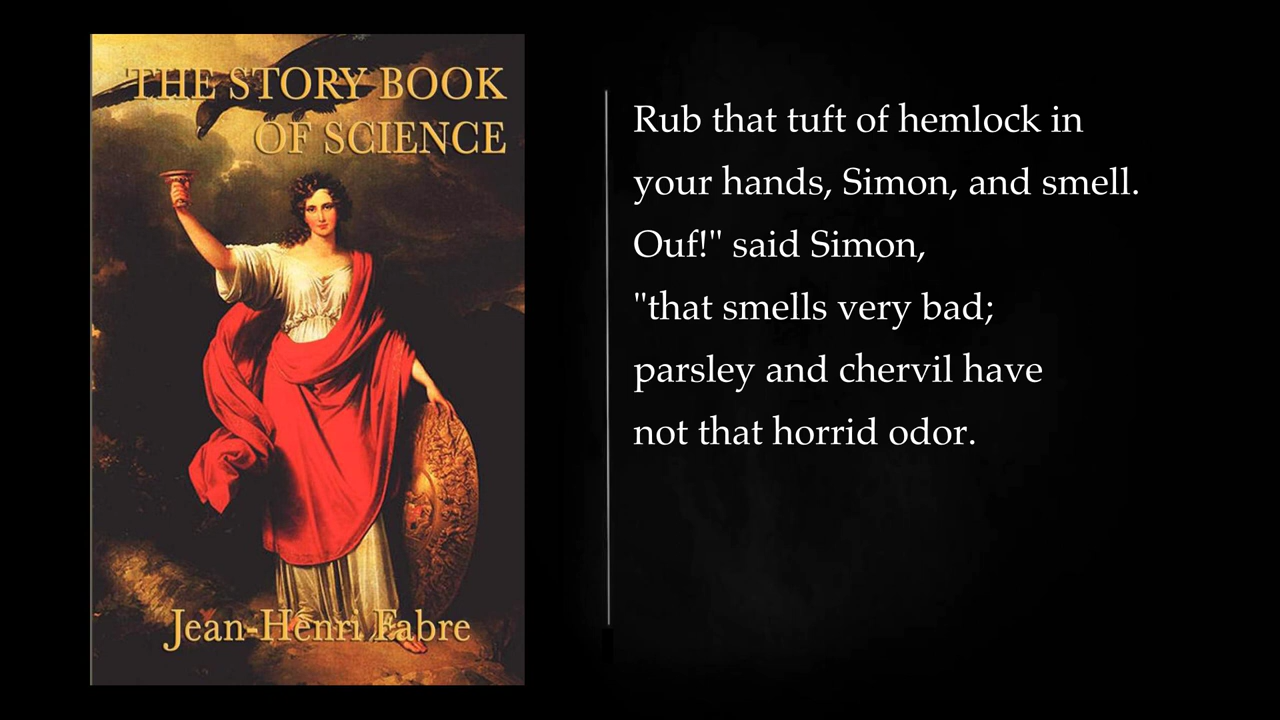 THE STORY BOOK
OF SCIENCE
Jean-Henri Fabre
Rub that tuft of hemlock in
your hands, Simon, and smell.
Ouf!" said Simon,
"that smells very bad;
parsley and chervil have
not that horrid odor.